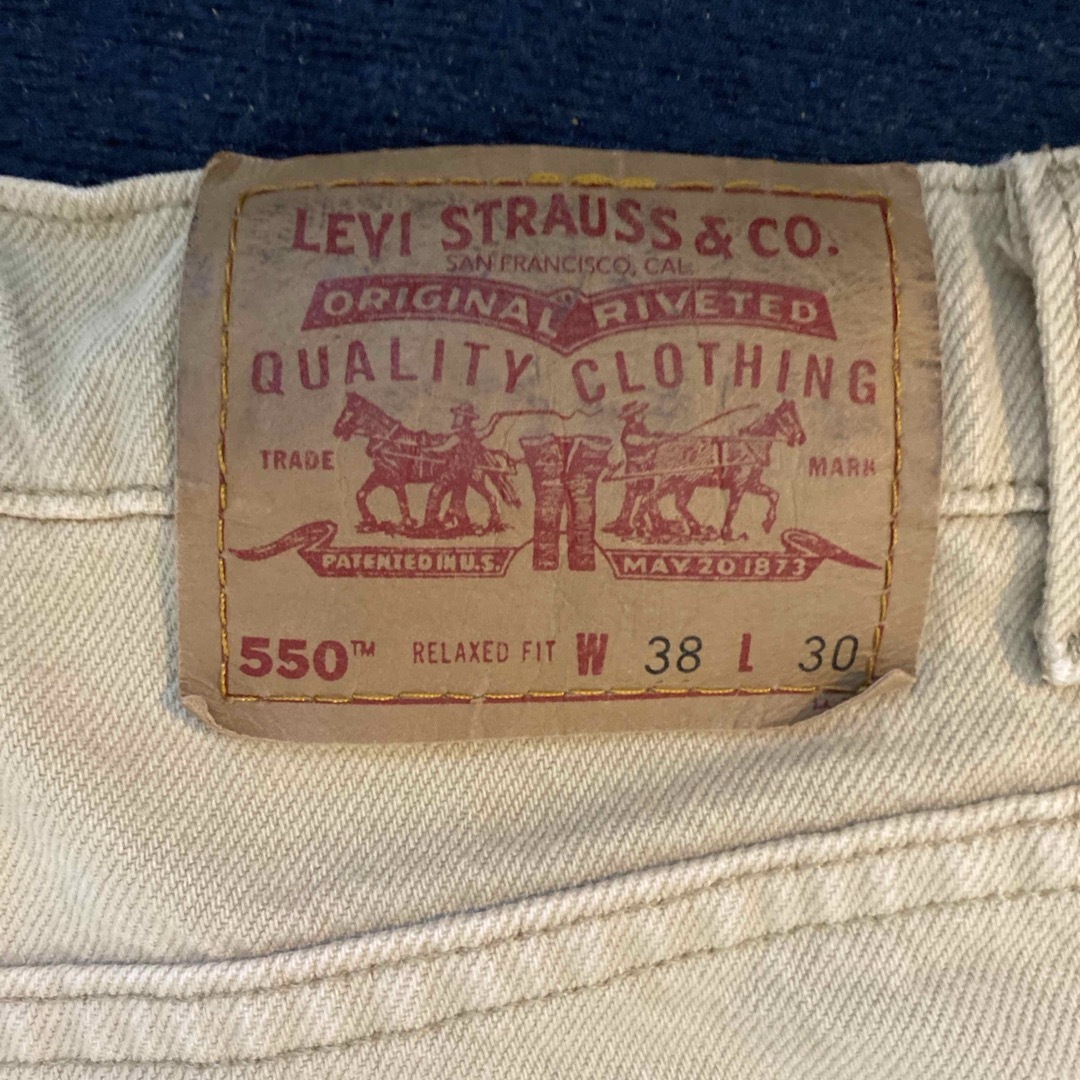 LEVI STRAUSS & CO.
SAN FRANCISCO, CAL.
ORIGINAL RIVETED
QUALITY CLOTHING
TRADE MARK
PATENTED IN U.S. MAY 20 1873
550™ RELAXED FIT W 38 L 30